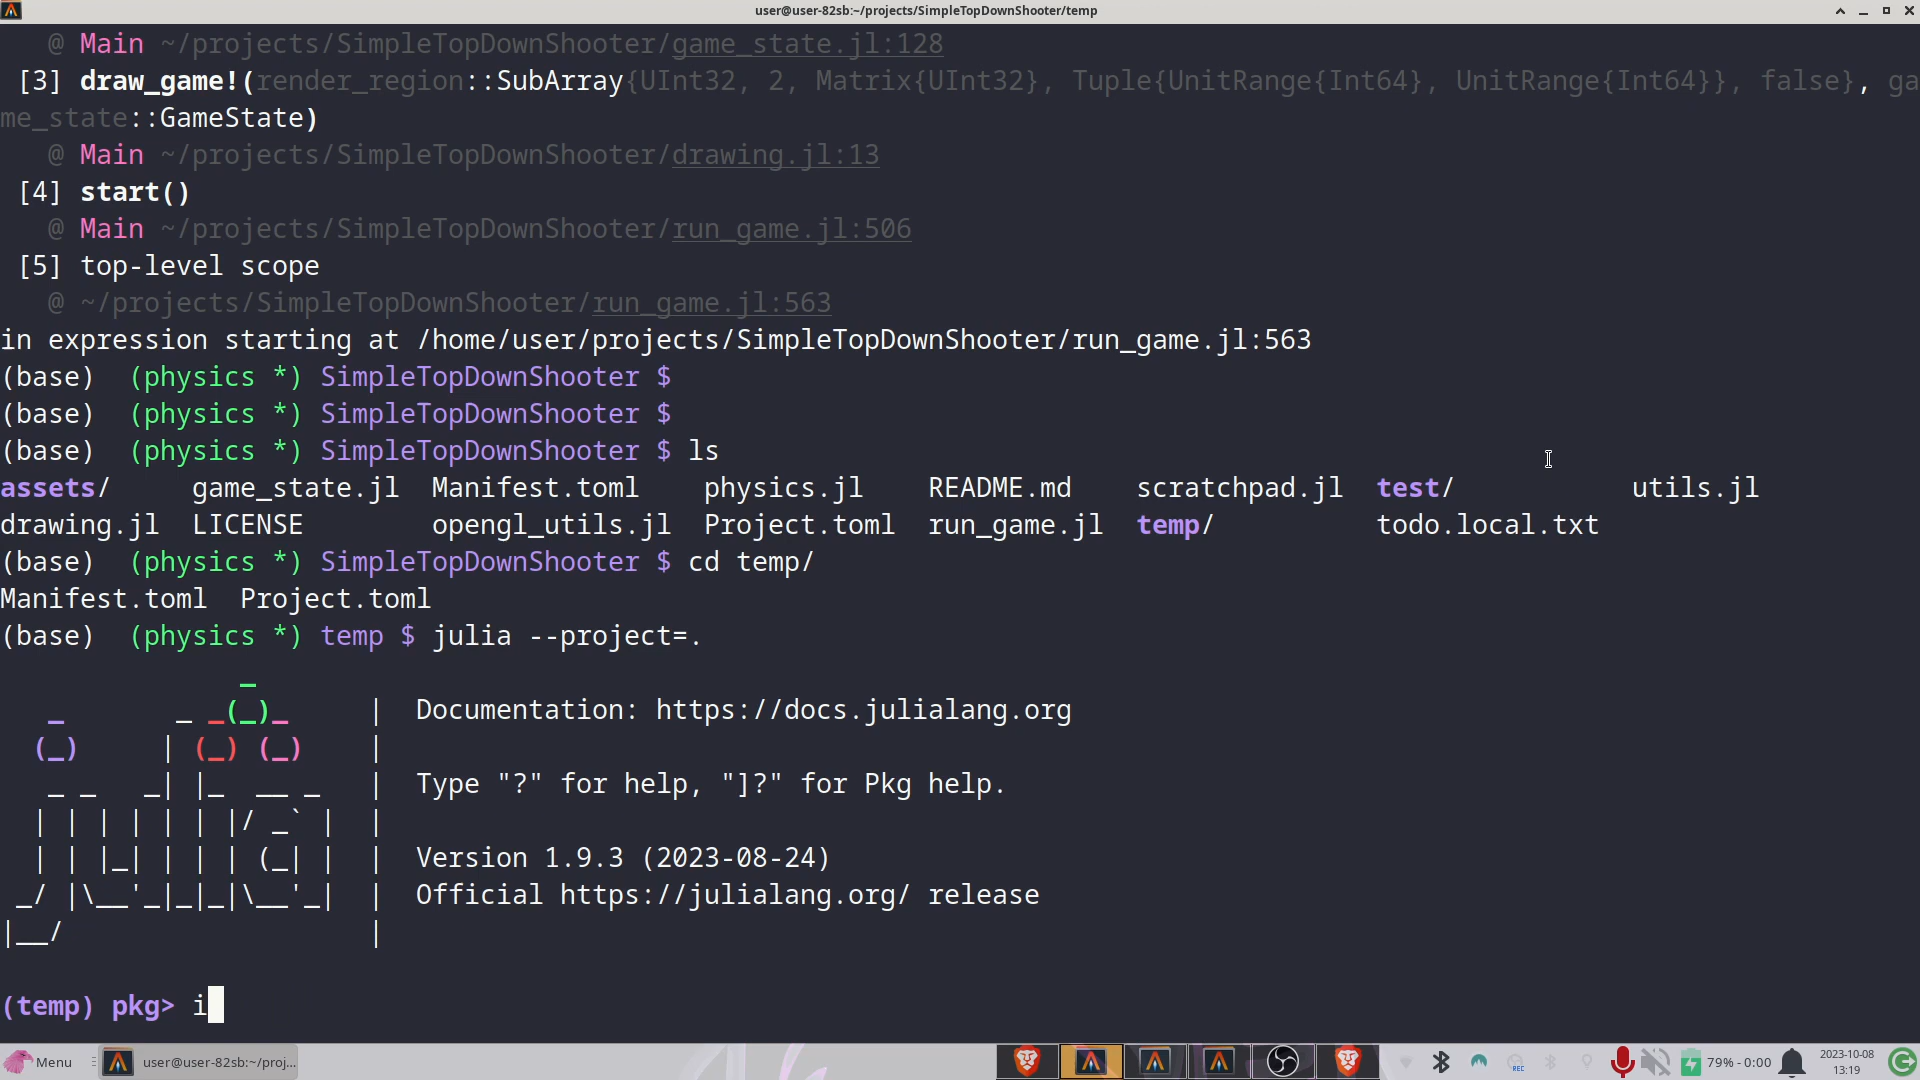 user@user-82sb:~/projects/SimpleTopDownShooter/temp
   @ Main ~/projects/SimpleTopDownShooter/game_state.jl:128
 [3] draw_game!(render_region::SubArray{UInt32, 2, Matrix{UInt32}, Tuple{UnitRange{Int64}, UnitRange{Int64}}, false}, ga
me_state::GameState)
   @ Main ~/projects/SimpleTopDownShooter/drawing.jl:13
 [4] start()
   @ Main ~/projects/SimpleTopDownShooter/run_game.jl:506
 [5] top-level scope
   @ ~/projects/SimpleTopDownShooter/run_game.jl:563
in expression starting at /home/user/projects/SimpleTopDownShooter/run_game.jl:563
(base)  (physics *) SimpleTopDownShooter $
(base)  (physics *) SimpleTopDownShooter $
(base)  (physics *) SimpleTopDownShooter $ ls
assets/     game_state.jl  Manifest.toml    physics.jl    README.md    scratchpad.jl  test/           utils.jl
drawing.jl  LICENSE        opengl_utils.jl  Project.toml  run_game.jl  temp/          todo.local.txt
(base)  (physics *) SimpleTopDownShooter $ cd temp/
Manifest.toml  Project.toml
(base)  (physics *) temp $ julia --project=.
               _
   _       _ _(_)_     |  Documentation: https://docs.julialang.org
  (_)     | (_) (_)    |
   _ _   _| |_  __ _   |  Type "?" for help, "]?" for Pkg help.
  | | | | | | |/ _` |  |
  | | |_| | | | (_| |  |  Version 1.9.3 (2023-08-24)
 _/ |\__'_|_|_|\__'_|  |  Official https://julialang.org/ release
|__/                   |
(temp) pkg> i
Menu
user@user-82sb:~/proj...
REC
79% - 0:00
2023-10-08
13:19